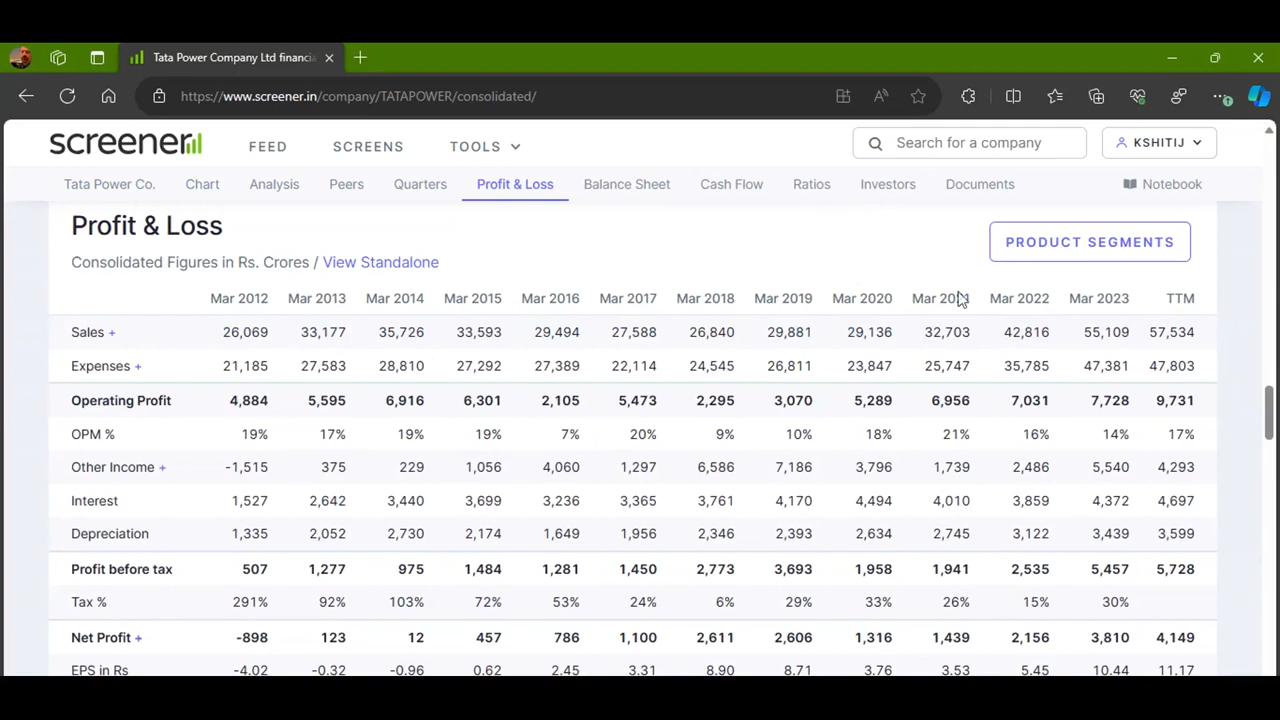 Tata Power Company Ltd financi
https://www.screener.in/company/TATAPOWER/consolidated/
screener
FEED SCREENS TOOLS
Search for a company
KSHITIJ
Tata Power Co. Chart Analysis Peers Quarters Profit & Loss Balance Sheet Cash Flow Ratios Investors Documents Notebook
Profit & Loss
PRODUCT SEGMENTS
Consolidated Figures in Rs. Crores / View Standalone
Mar 2012 Mar 2013 Mar 2014 Mar 2015 Mar 2016 Mar 2017 Mar 2018 Mar 2019 Mar 2020 Mar 2021 Mar 2022 Mar 2023 TTM
Sales + 26,069 33,177 35,726 33,593 29,494 27,588 26,840 29,881 29,136 32,703 42,816 55,109 57,534
Expenses + 21,185 27,583 28,810 27,292 27,389 22,114 24,545 26,811 23,847 25,747 35,785 47,381 47,803
Operating Profit 4,884 5,595 6,916 6,301 2,105 5,473 2,295 3,070 5,289 6,956 7,031 7,728 9,731
OPM % 19% 17% 19% 19% 7% 20% 9% 10% 18% 21% 16% 14% 17%
Other Income + -1,515 375 229 1,056 4,060 1,297 6,586 7,186 3,796 1,739 2,486 5,540 4,293
Interest 1,527 2,642 3,440 3,699 3,236 3,365 3,761 4,170 4,494 4,010 3,859 4,372 4,697
Depreciation 1,335 2,052 2,730 2,174 1,649 1,956 2,346 2,393 2,634 2,745 3,122 3,439 3,599
Profit before tax 507 1,277 975 1,484 1,281 1,450 2,773 3,693 1,958 1,941 2,535 5,457 5,728
Tax % 291% 92% 103% 72% 53% 24% 6% 29% 33% 26% 15% 30%
Net Profit + -898 123 12 457 786 1,100 2,611 2,606 1,316 1,439 2,156 3,810 4,149
EPS in Rs -4.02 -0.32 -0.96 0.62 2.45 3.31 8.90 8.71 3.76 3.53 5.45 10.44 11.17